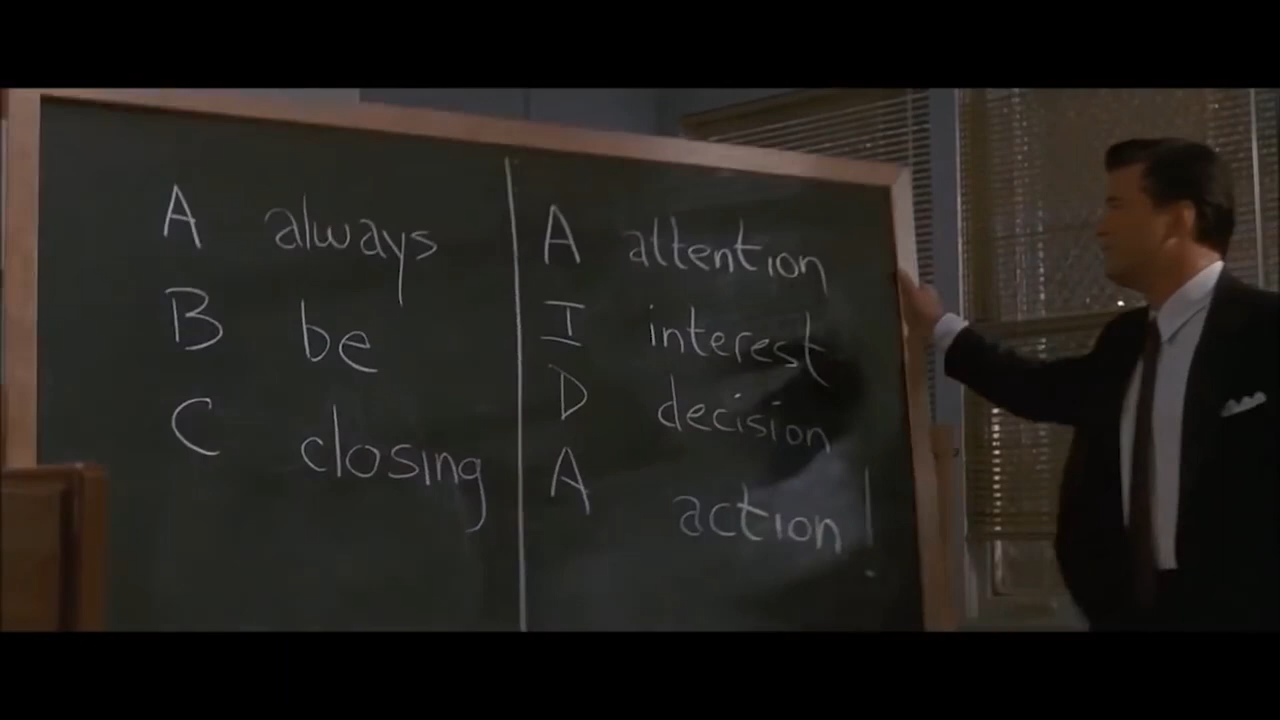 A always
B be
C closing
A attention
I interest
D decision
A action!